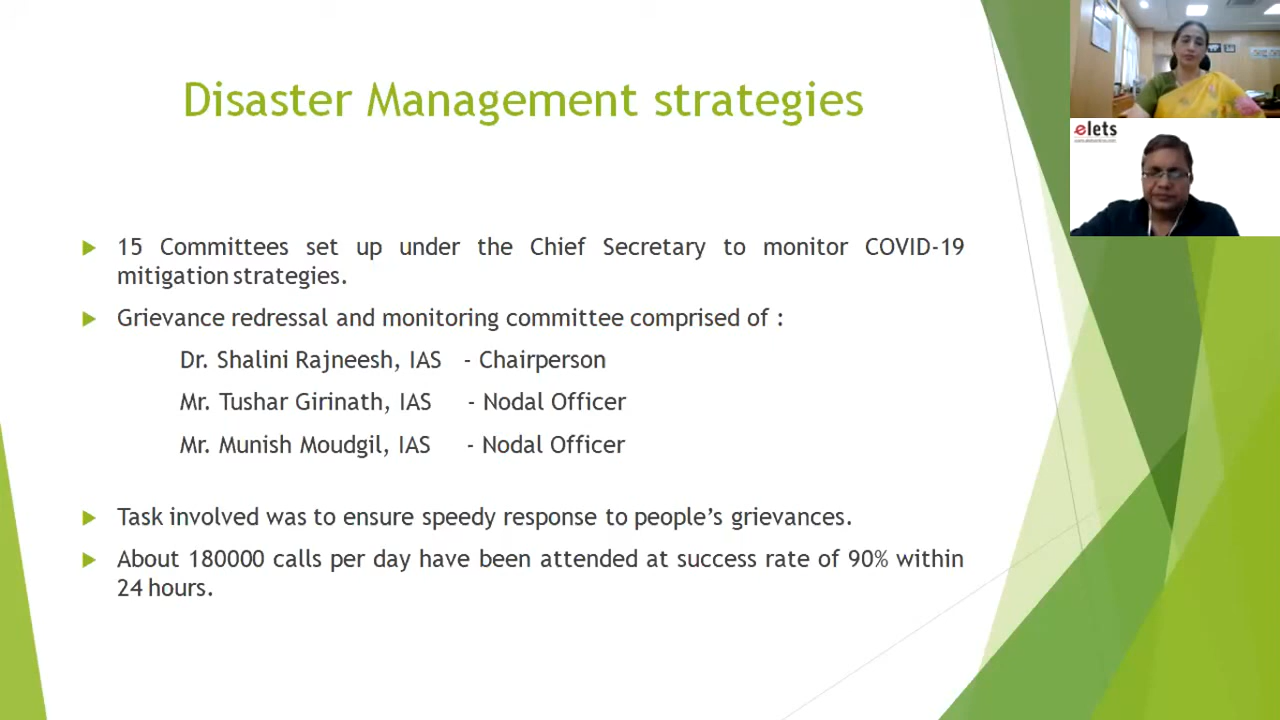 Disaster Management strategies
15 Committees set up under the Chief Secretary to monitor COVID-19
mitigation strategies.
Grievance redressal and monitoring committee comprised of :
Dr. Shalini Rajneesh, IAS - Chairperson
Mr. Tushar Girinath, IAS - Nodal Officer
Mr. Munish Moudgil, IAS - Nodal Officer
Task involved was to ensure speedy response to people’s grievances.
About 180000 calls per day have been attended at success rate of 90% within
24 hours.
elets